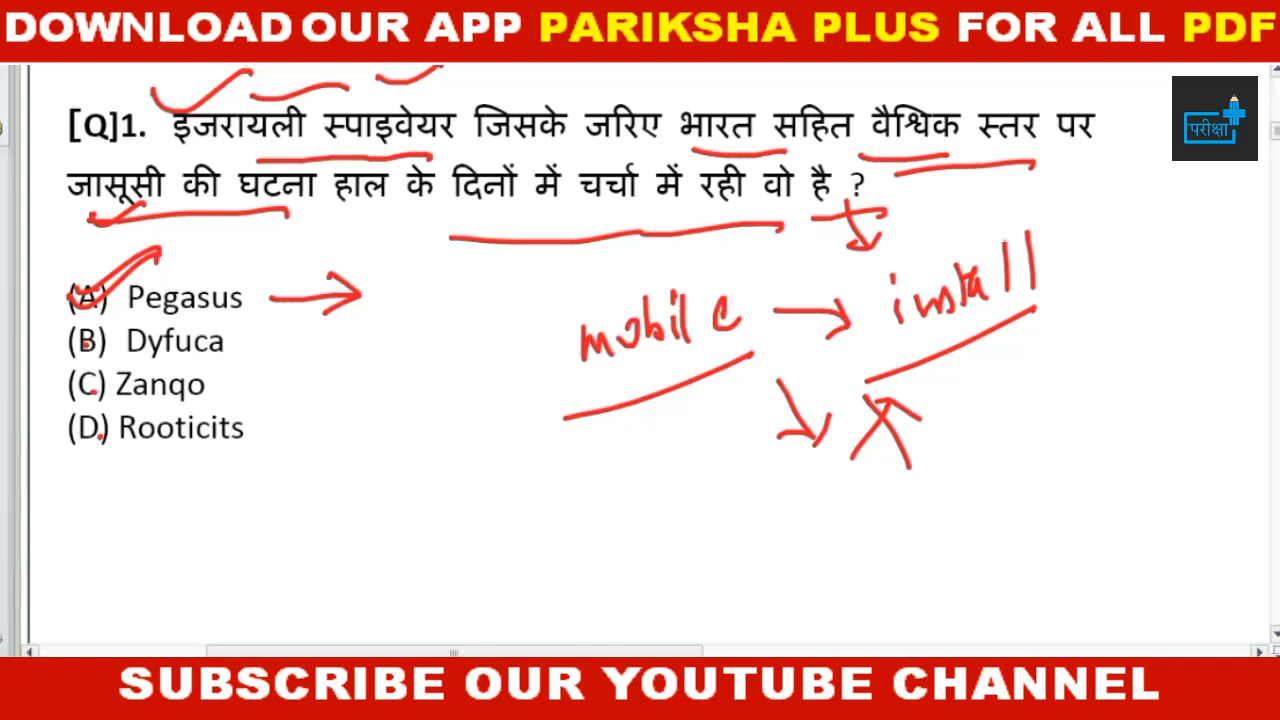 DOWNLOAD OUR APP PARIKSHA PLUS FOR ALL PDF
परीक्षा
[Q]1. इजरायली स्पाइवेयर जिसके जरिए भारत सहित वैश्विक स्तर पर
जासूसी की घटना हाल के दिनों में चर्चा में रही वो है ?
(A) Pegasus
(B) Dyfuca
(C) Zanqo
(D) Rooticits
mobile → install
SUBSCRIBE OUR YOUTUBE CHANNEL